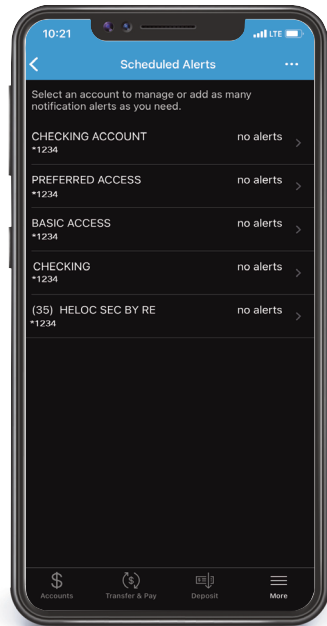 10:21
LTE
Scheduled Alerts
Select an account to manage or add as many
notification alerts as you need.
CHECKING ACCOUNT no alerts
*1234
PREFERRED ACCESS no alerts
*1234
BASIC ACCESS no alerts
*1234
CHECKING no alerts
*1234
(35) HELOC SEC BY RE no alerts
*1234
Accounts Transfer & Pay Deposit More